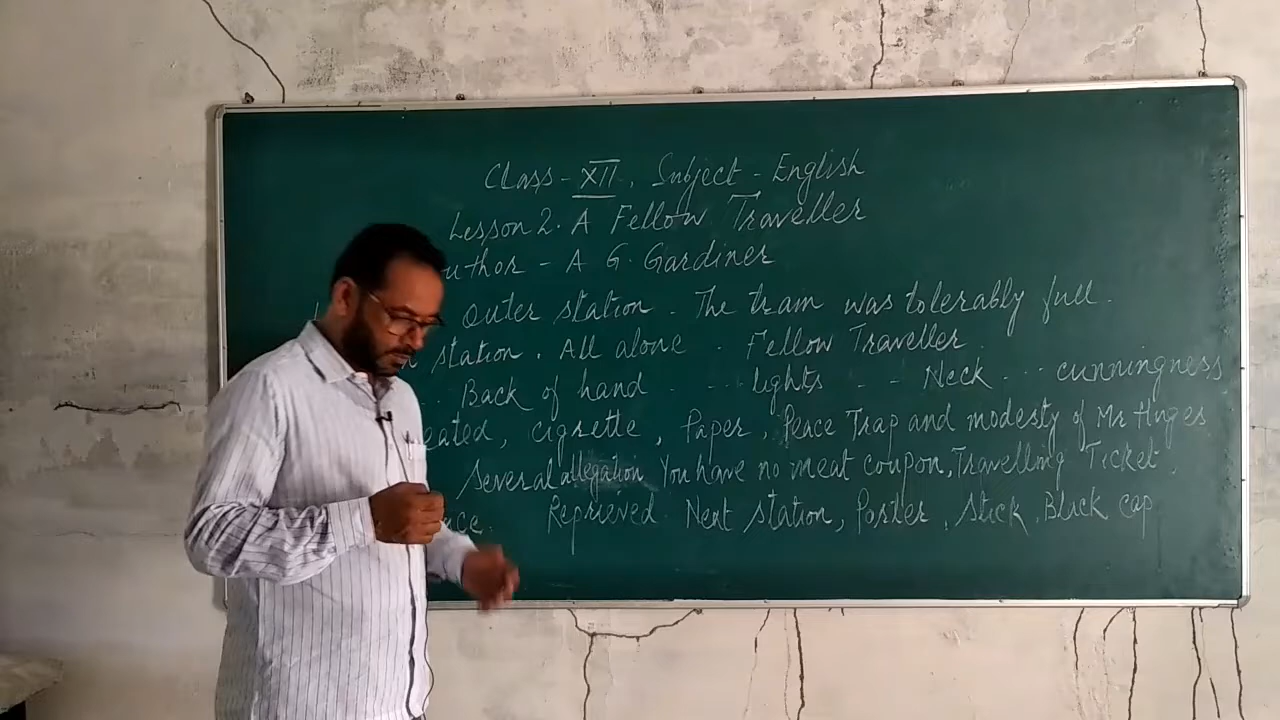 Class - XII, Subject - English
Lesson 2. A Fellow Traveller
uthor - A G. Gardiner
Outer station. The tram was tolerably full.
station. All alone. Fellow Traveller
.. Back of hand . .. lights - - Neck ... cunningness
eated, cigrette, Paper, Peace Trap and modesty of Mr Huges
Several allegation You have no meat coupon, Travelling Ticket,
ce. Reprieved. Next station, Poster, Stick, Black cap